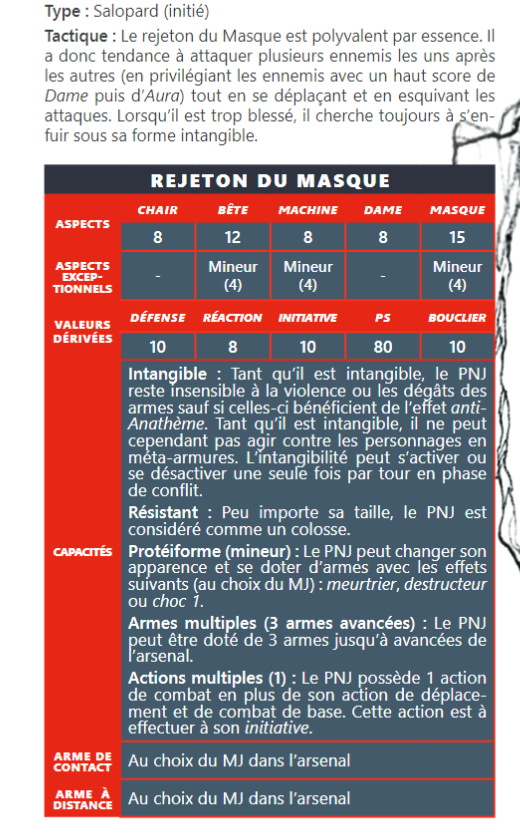 Type : Salopard (initié)
Tactique : Le rejeton du Masque est polyvalent par essence. Il
a donc tendance à attaquer plusieurs ennemis les uns après
les autres (en privilégiant les ennemis avec un haut score de
Dame puis d’Aura) tout en se déplaçant et en esquivant les
attaques. Lorsqu’il est trop blessé, il cherche toujours à s’en-
fuir sous sa forme intangible.
REJETON DU MASQUE
ASPECTS
CHAIR BÊTE MACHINE DAME MASQUE
8 12 8 8 15
ASPECTS
EXCEP-
TIONNELS
- Mineur Mineur - Mineur
(4) (4) (4)
VALEURS
DÉRIVÉES
DÉFENSE RÉACTION INITIATIVE PS BOUCLIER
10 8 10 80 10
CAPACITÉS
Intangible : Tant qu’il est intangible, le PNJ
reste insensible à la violence ou les dégâts des
armes sauf si celles-ci bénéficient de l’effet anti-
Anathème. Tant qu’il est intangible, il ne peut
cependant pas agir contre les personnages en
méta-armures. L’intangibilité peut s’activer ou
se désactiver une seule fois par tour en phase
de conflit.
Résistant : Peu importe sa taille, le PNJ est
considéré comme un colosse.
Protéiforme (mineur) : Le PNJ peut changer son
apparence et se doter d’armes avec les effets
suivants (au choix du MJ) : meurtrier, destructeur
ou choc 1.
Armes multiples (3 armes avancées) : Le PNJ
peut être doté de 3 armes jusqu’à avancées de
l’arsenal.
Actions multiples (1) : Le PNJ possède 1 action
de combat en plus de son action de déplace-
ment et de combat de base. Cette action est à
effectuer à son initiative.
ARME DE
CONTACT
Au choix du MJ dans l’arsenal
ARME À
DISTANCE
Au choix du MJ dans l’arsenal